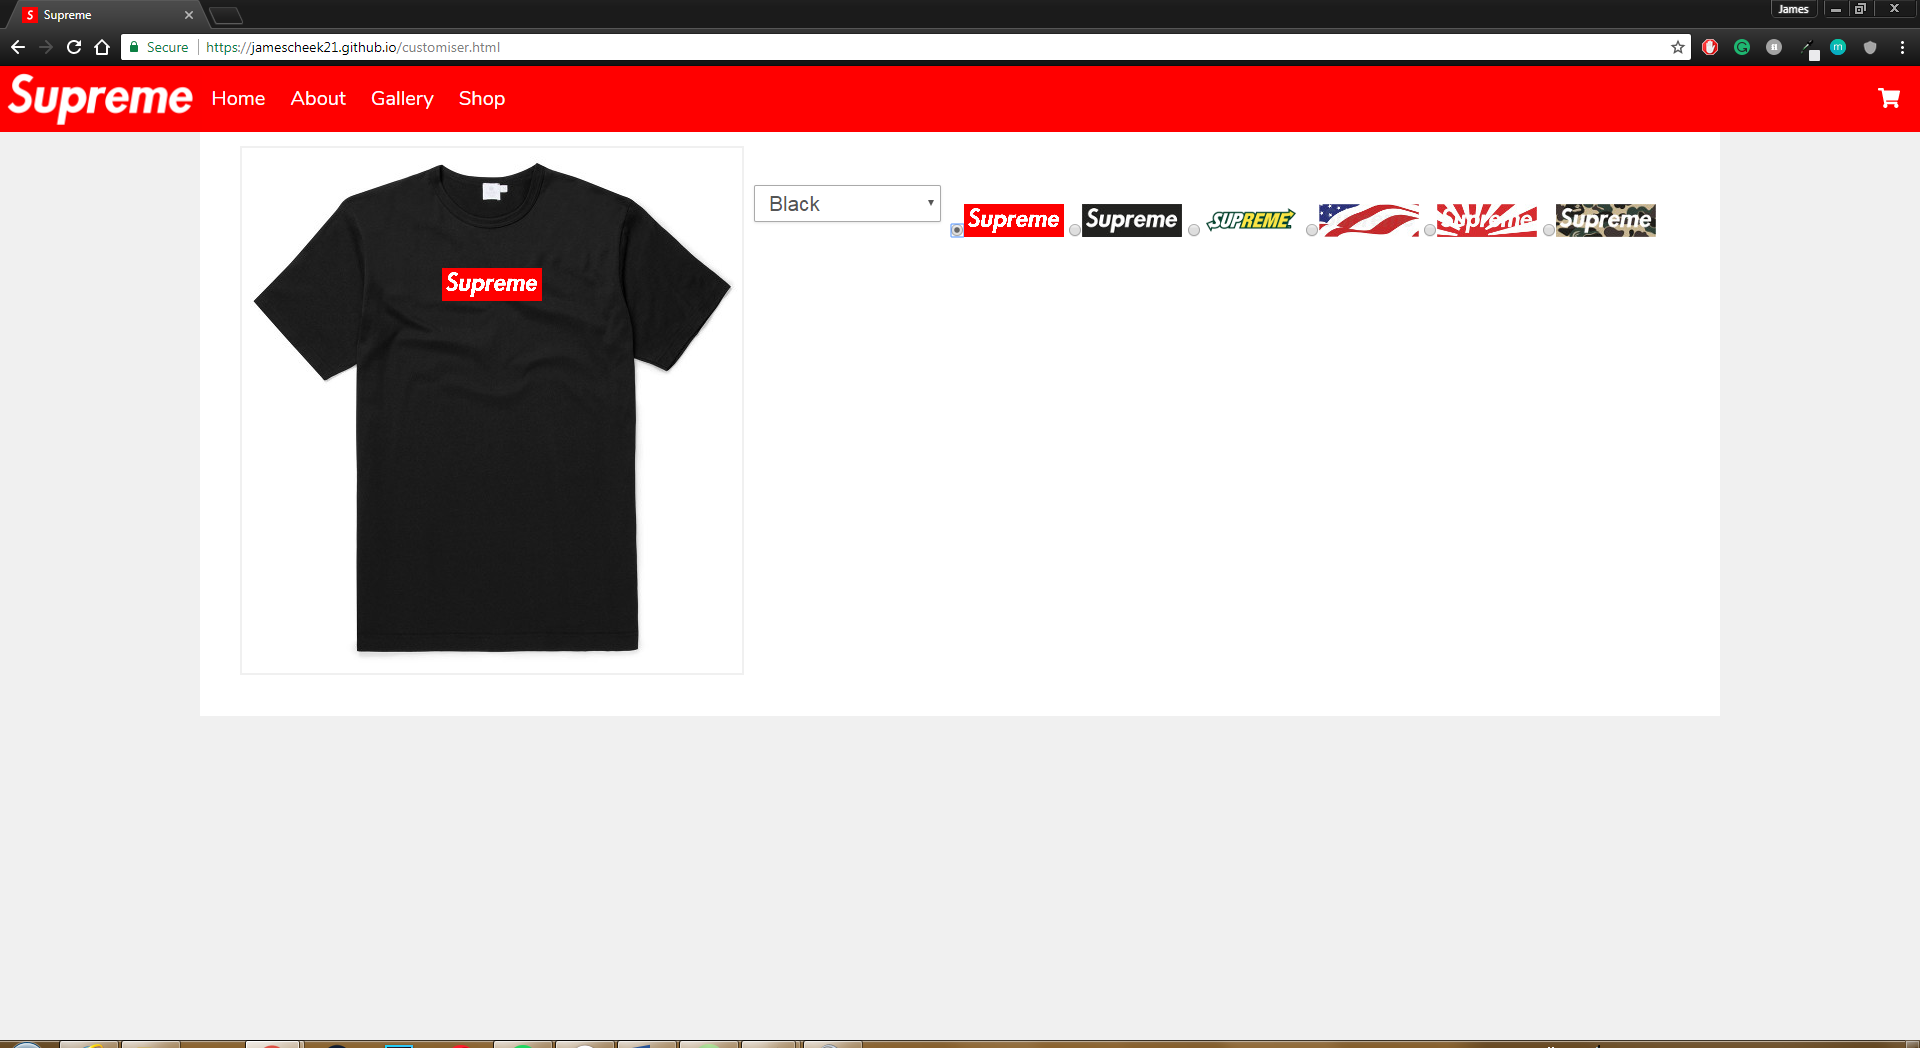 S Supreme
James
Secure https://jamescheek21.github.io/customiser.html
Supreme Home About Gallery Shop
Black
Supreme Supreme SUPREME Supreme Supreme
Supreme